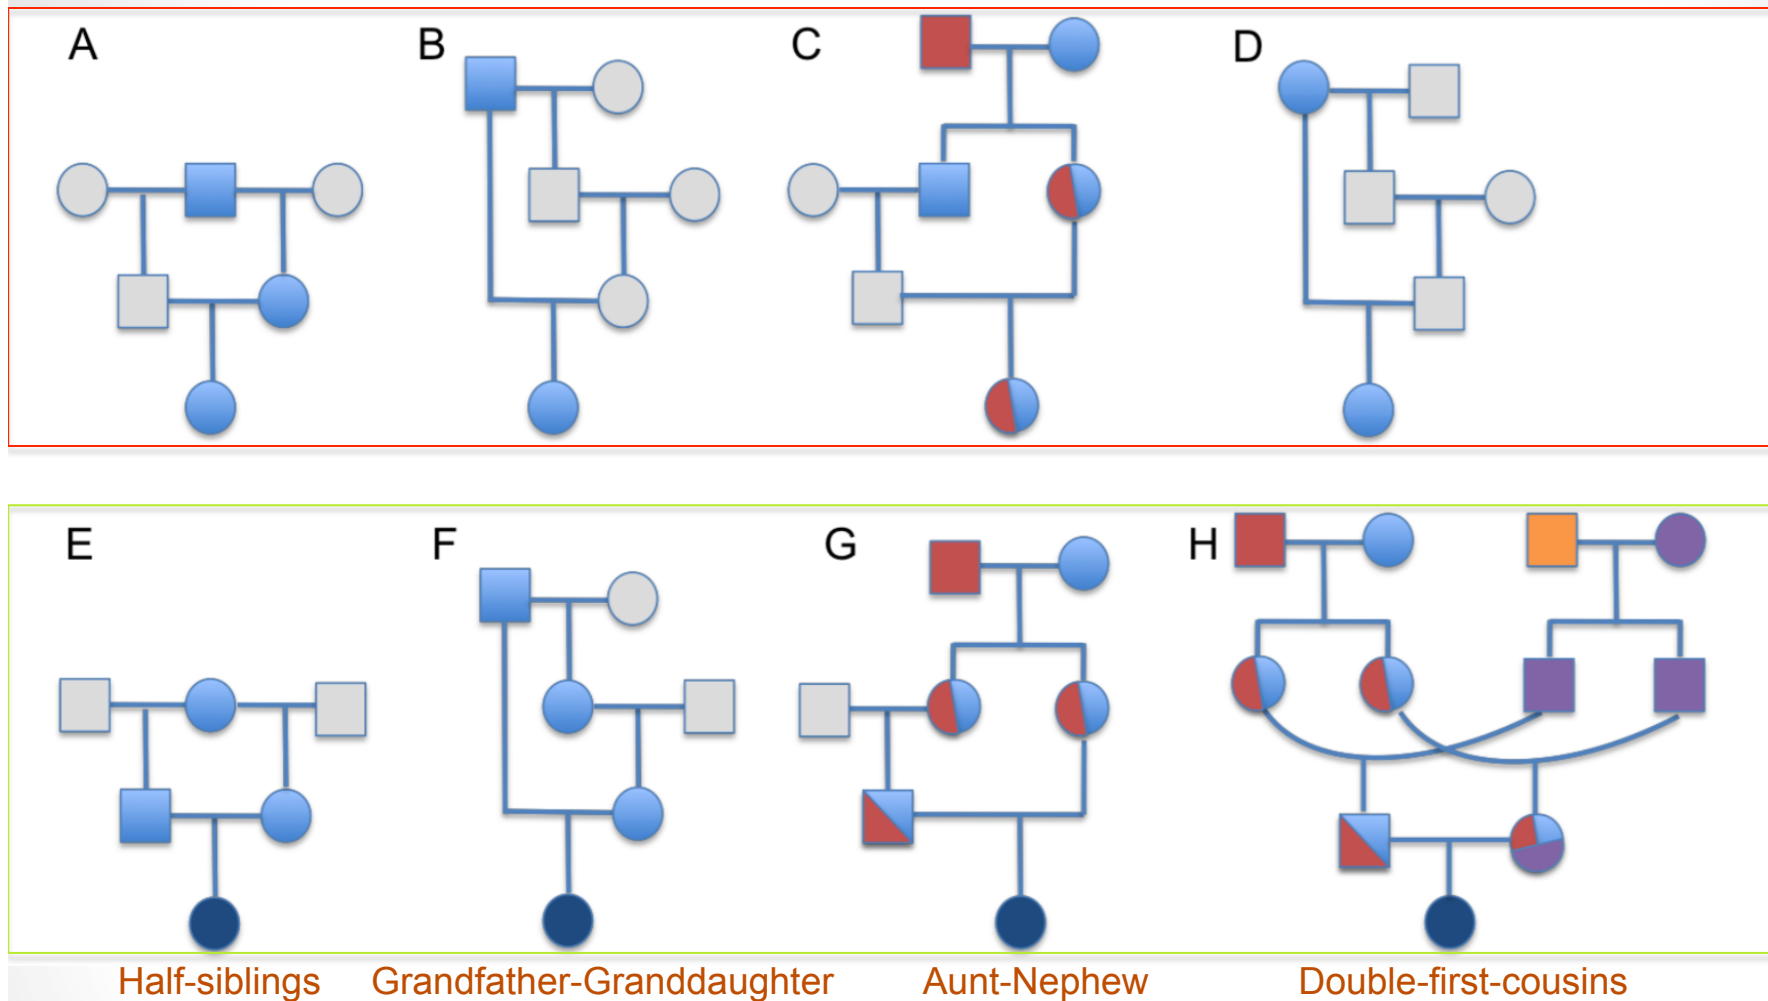 A B C D
E F G H
Half-siblings Grandfather-Granddaughter Aunt-Nephew Double-first-cousins